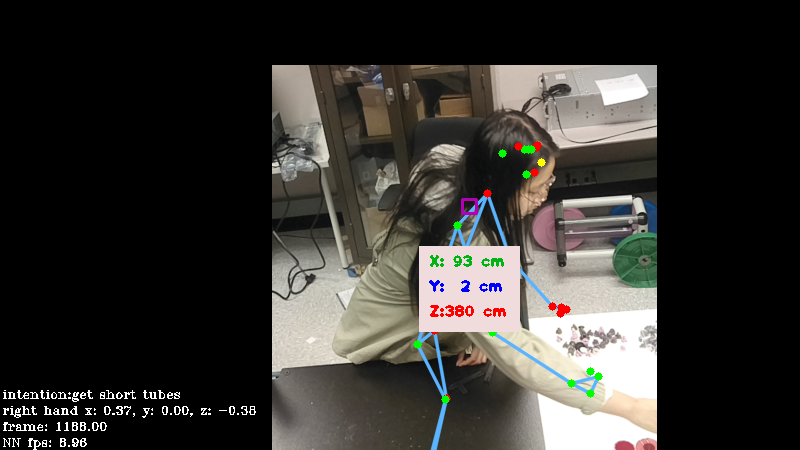 X: 93 cm
Y: 2 cm
Z:380 cm
intention:get short tubes
right hand x: 0.37, y: 0.00, z: -0.38
frame: 1188.00
NN fps: 8.96